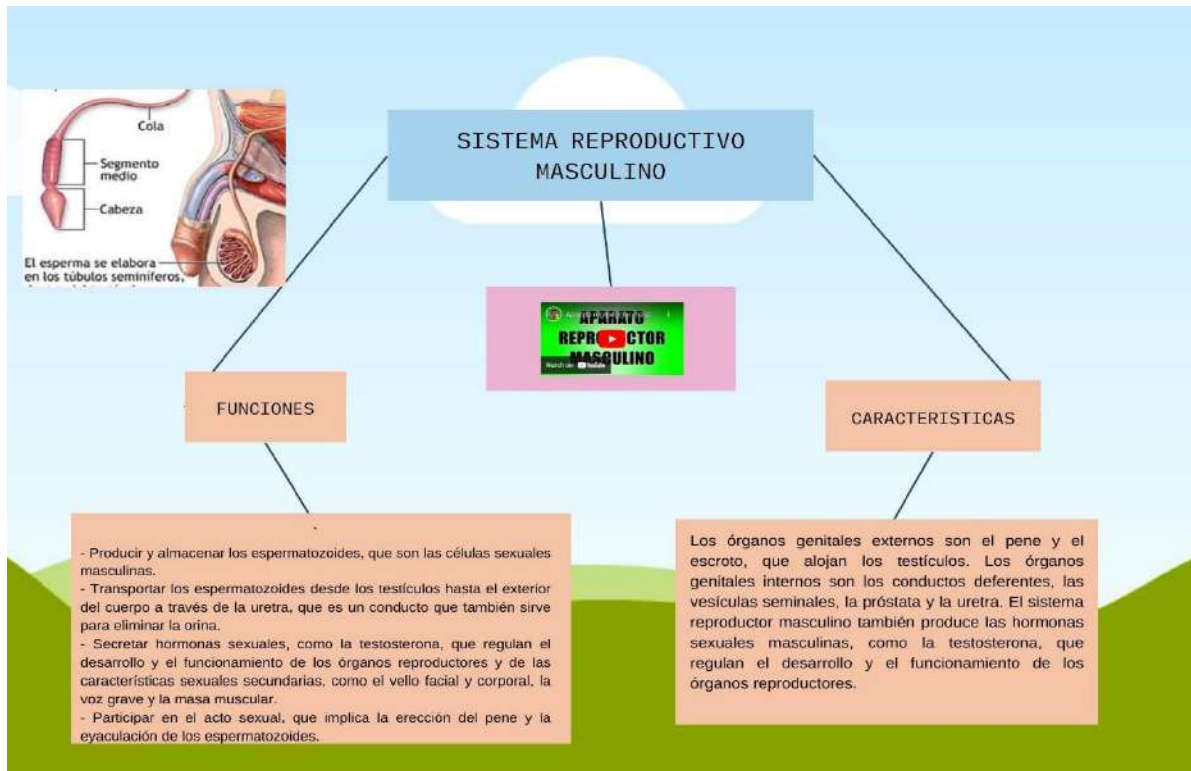 Cola
Segmento
medio
Cabeza
El esperma se elabora
en los túbulos seminíferos,
SISTEMA REPRODUCTIVO
MASCULINO
APARATO
REPRODUCTOR
MASCULINO
Watch on YouTube
FUNCIONES
CARACTERISTICAS
- Producir y almacenar los espermatozoides, que son las células sexuales
masculinas.
- Transportar los espermatozoides desde los testículos hasta el exterior
del cuerpo a través de la uretra, que es un conducto que también sirve
para eliminar la orina.
- Secretar hormonas sexuales, como la testosterona, que regulan el
desarrollo y el funcionamiento de los órganos reproductores y de las
características sexuales secundarias, como el vello facial y corporal, la
voz grave y la masa muscular.
- Participar en el acto sexual, que implica la erección del pene y la
eyaculación de los espermatozoides.
Los órganos genitales externos son el pene y el
escroto, que alojan los testículos. Los órganos
genitales internos son los conductos deferentes, las
vesículas seminales, la próstata y la uretra. El sistema
reproductor masculino también produce las hormonas
sexuales masculinas, como la testosterona, que
regulan el desarrollo y el funcionamiento de los
órganos reproductores.